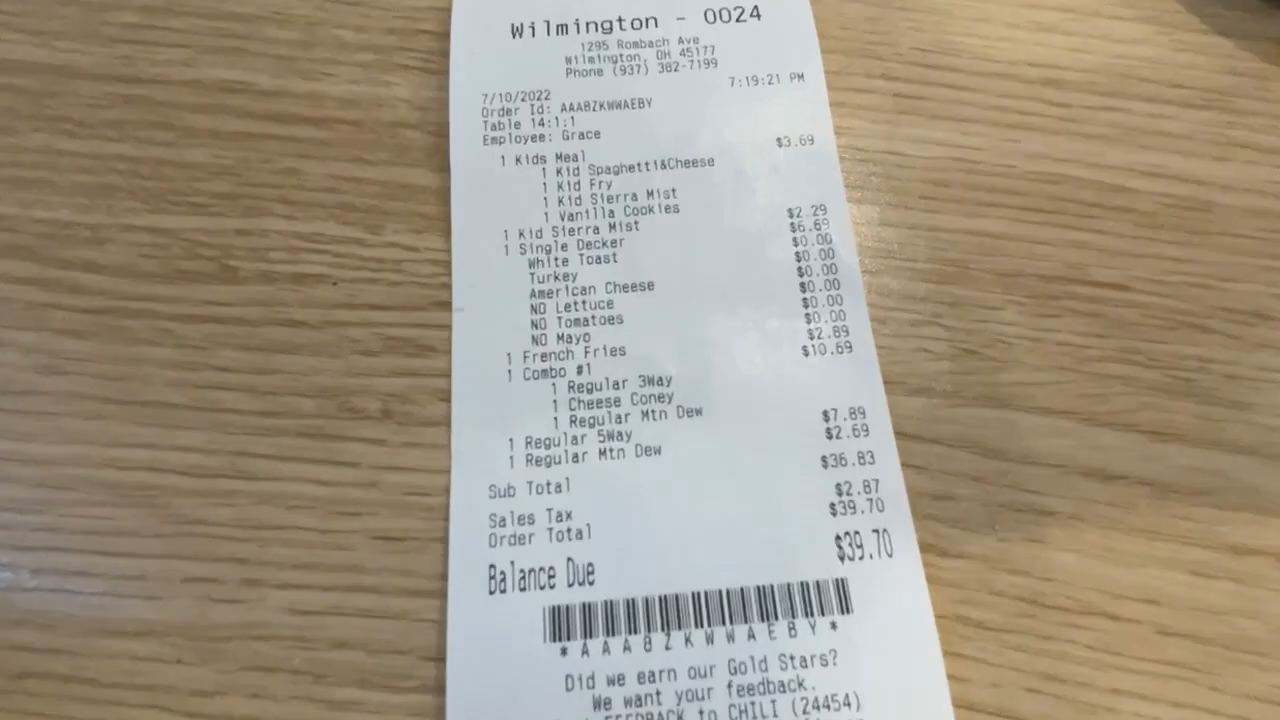 Wilmington - 0024
1295 Rombach Ave
Wilmington, OH 45177
Phone (937) 382-7199
7/10/2022 7:19:21 PM
Order Id: AAABZKWWAEBY
Table 14:1:1
Employee: Grace
1 Kids Meal $3.69
1 Kid Spaghetti&Cheese
1 Kid Fry
1 Kid Sierra Mist
1 Vanilla Cookies
1 Kid Sierra Mist $2.29
1 Single Decker $6.69
White Toast $0.00
Turkey $0.00
American Cheese $0.00
NO Lettuce $0.00
NO Tomatoes $0.00
NO Mayo $0.00
1 French Fries $2.89
1 Combo #1 $10.69
1 Regular 3Way
1 Cheese Coney
1 Regular Mtn Dew
1 Regular 5Way $7.89
1 Regular Mtn Dew $2.69
Sub Total $36.83
Sales Tax $2.87
Order Total $39.70
Balance Due $39.70
* A A A B Z K W W A E B Y *
Did we earn our Gold Stars?
We want your feedback.
FEEDBACK to CHILI (24454)